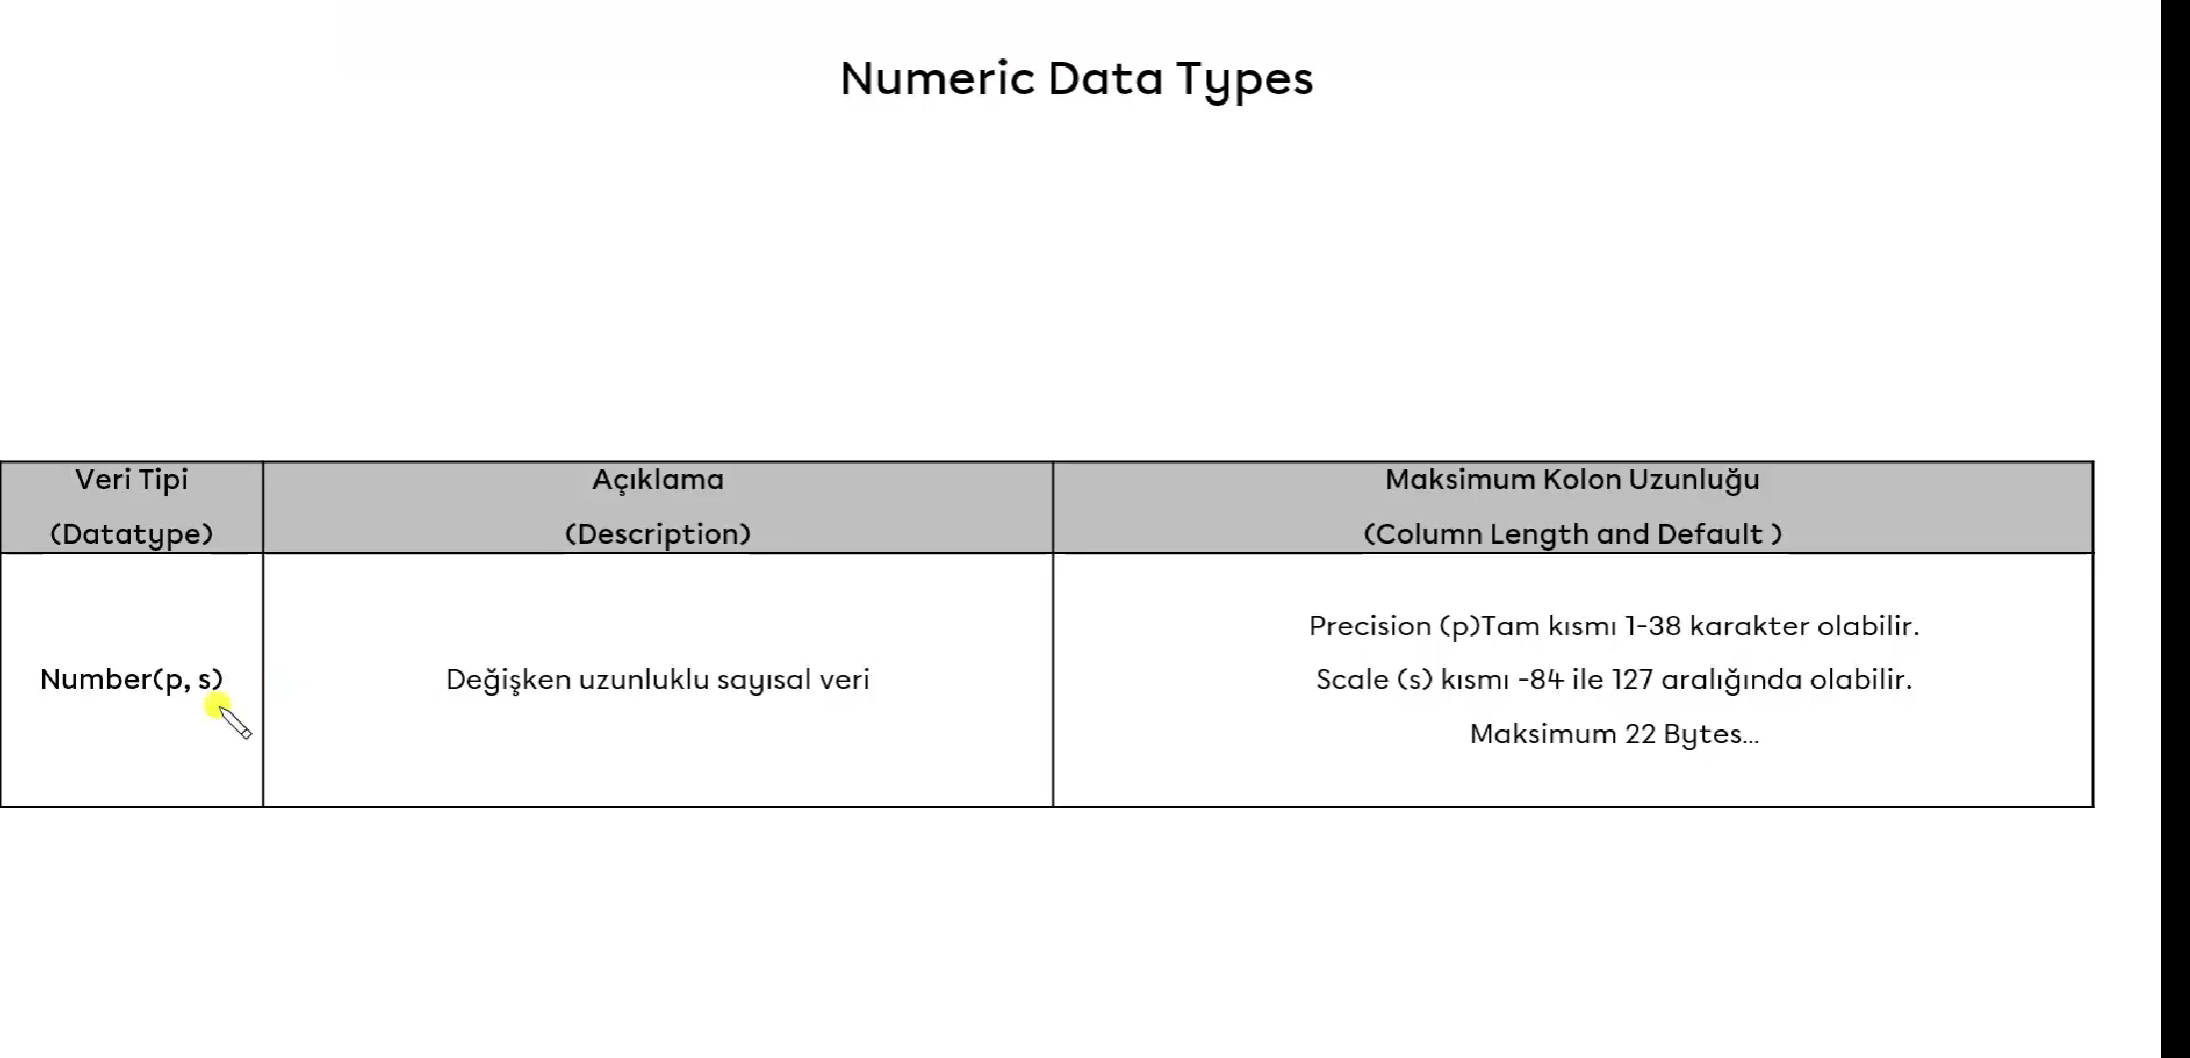 Numeric Data Types
Veri Tipi
(Datatype)
Açıklama
(Description)
Maksimum Kolon Uzunluğu
(Column Length and Default )
Number(p, s)
Değişken uzunluklu sayısal veri
Precision (p)Tam kısmı 1-38 karakter olabilir.
Scale (s) kısmı -84 ile 127 aralığında olabilir.
Maksimum 22 Bytes...